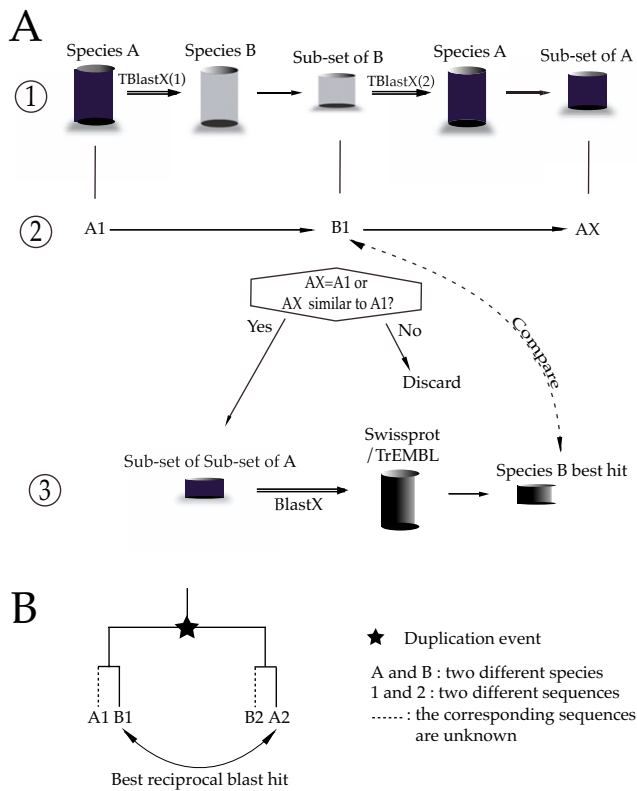 A
Species A
Species B
Sub-set of B
Species A
Sub-set of A
TBlastX(1)
TBlastX(2)
1
2
A1
B1
AX
AX=A1 or
AX similar to A1?
Yes
No
Discard
Compare
3
Sub-set of Sub-set of A
BlastX
Swissprot
/TrEMBL
Species B best hit
B
A1 B1
B2 A2
Best reciprocal blast hit
Duplication event
A and B : two different species
1 and 2 : two different sequences
: the corresponding sequences
are unknown